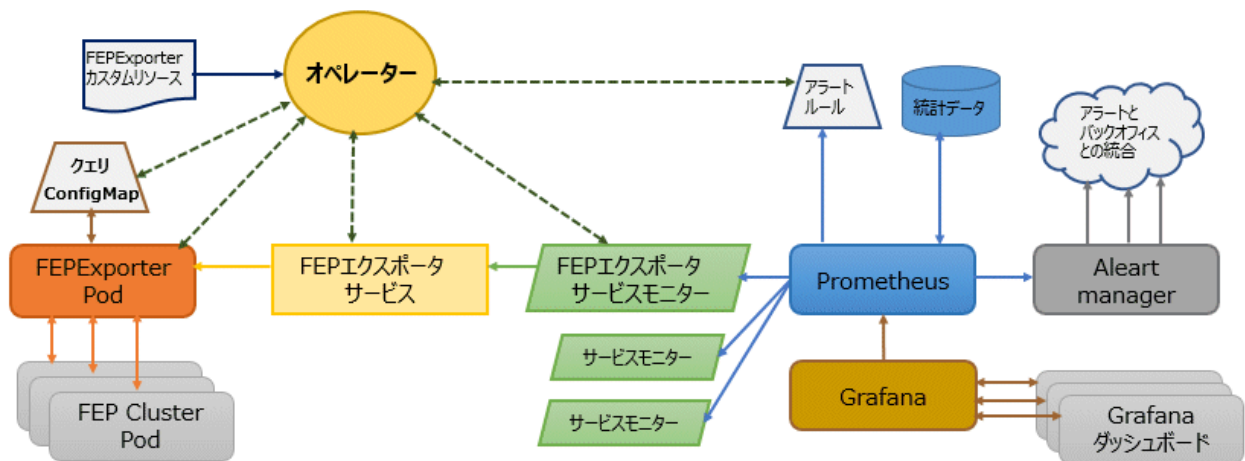 FEPExporter
カスタムリソース
オペレーター
アラート
ルール
統計データ
アラートと
バックオフィス
との統合
クエリ
ConfigMap
FEPExporter
Pod
FEPエクスポータ
サービス
FEPエクスポータ
サービスモニター
Prometheus
Aleart
manager
サービスモニター
サービスモニター
Grafana
FEP Cluster
Pod
Grafana
ダッシュボード